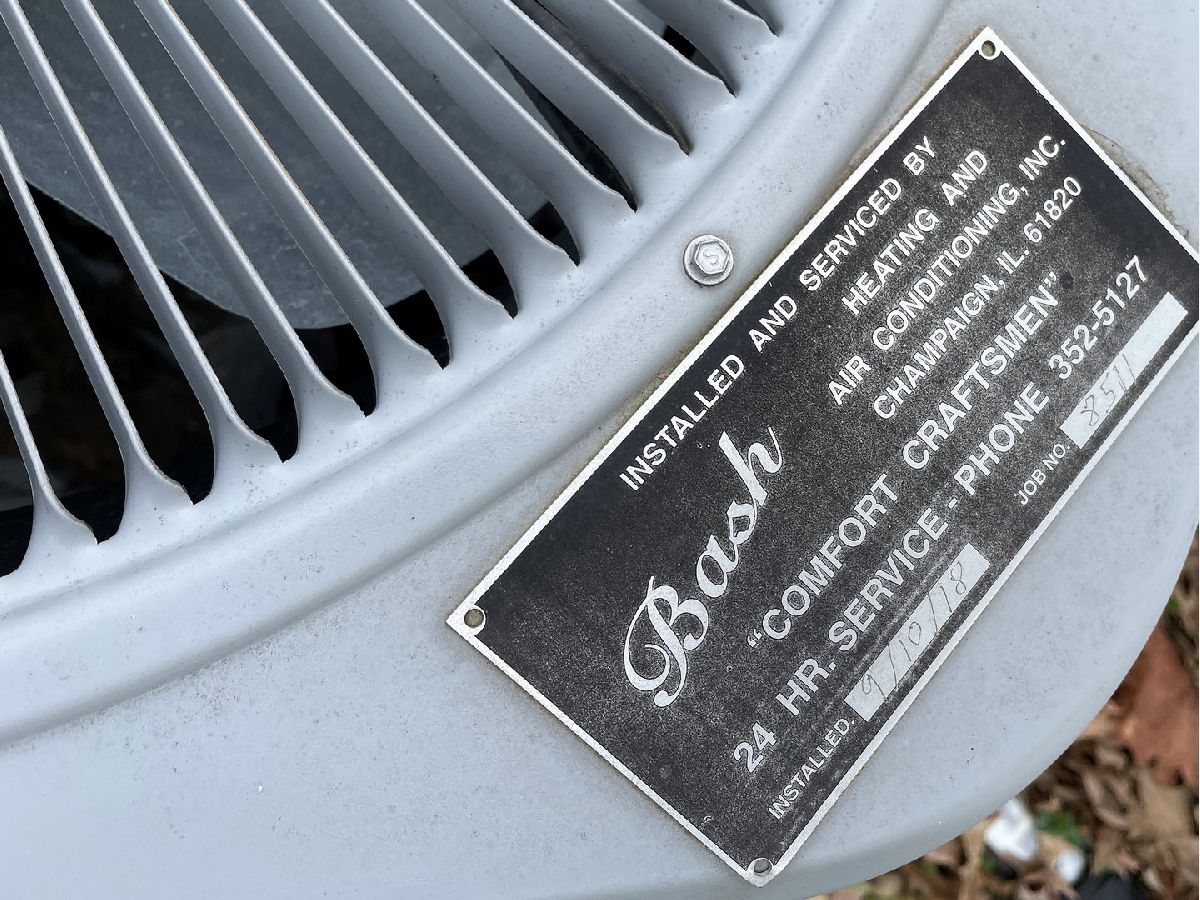 INSTALLED AND SERVICED BY
Bash
HEATING AND
AIR CONDITIONING, INC.
CHAMPAIGN, IL. 61820
“COMFORT CRAFTSMEN”
24 HR. SERVICE - PHONE 352-5127
INSTALLED. 9/10/18 JOB NO. 8511
S